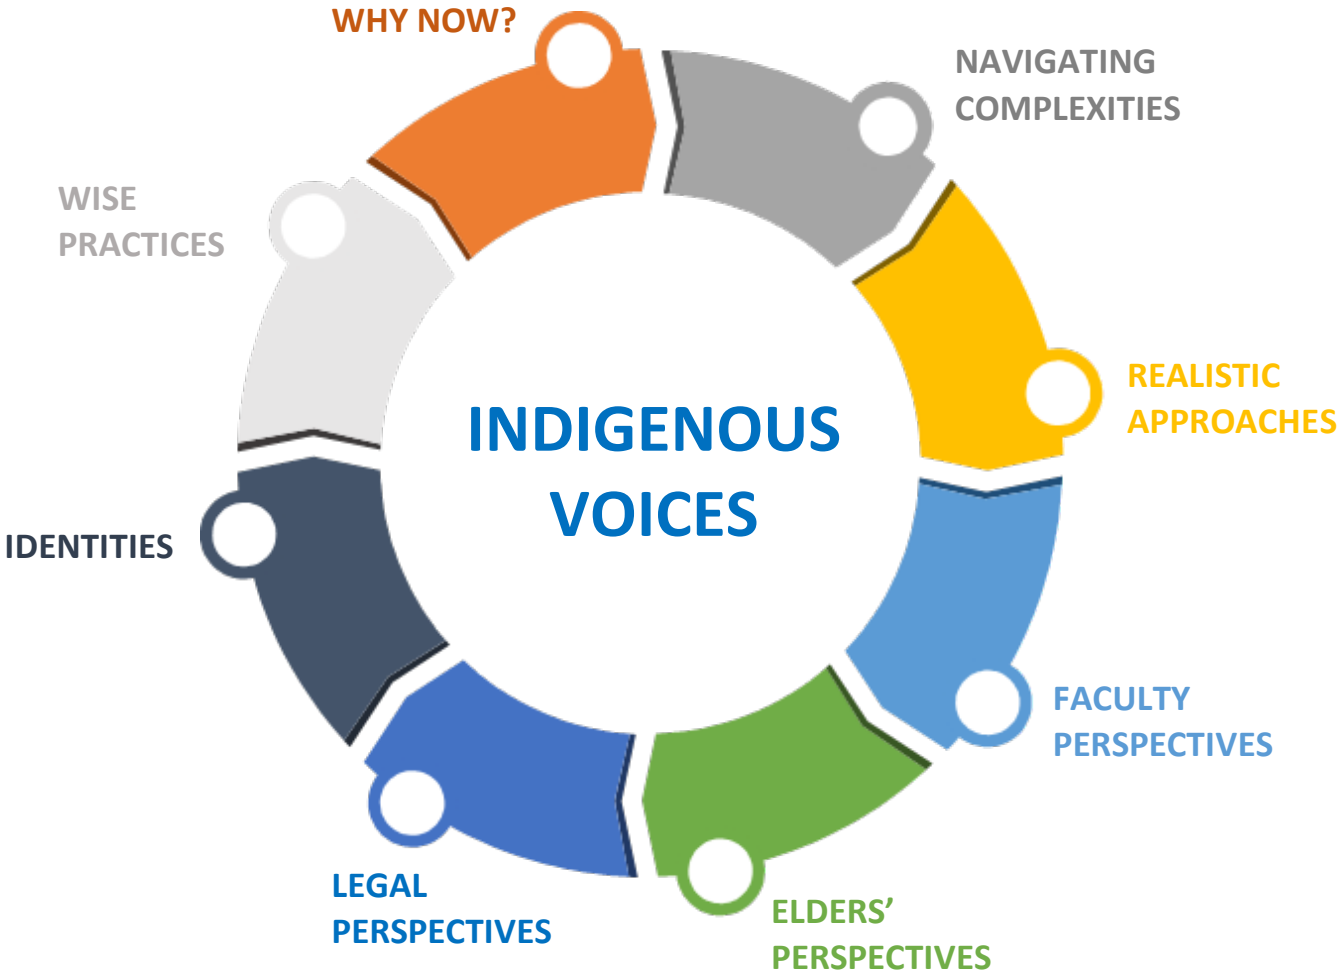 WHY NOW?
NAVIGATING
COMPLEXITIES
REALISTIC
APPROACHES
FACULTY
PERSPECTIVES
ELDERS’
PERSPECTIVES
LEGAL
PERSPECTIVES
IDENTITIES
WISE
PRACTICES
INDIGENOUS
VOICES